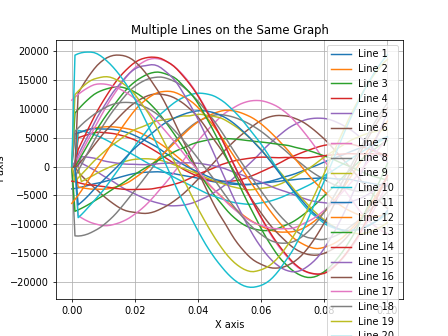 Multiple Lines on the Same Graph
20000
15000
10000
5000
0
−5000
−10000
−15000
−20000
0.00
0.02
0.04
0.06
X axis
Line 1
Line 2
Line 3
Line 4
Line 5
Line 6
Line 7
Line 8
Line 9
Line 10
Line 11
Line 12
Line 13
Line 14
Line 15
Line 16
Line 17
Line 18
Line 19
Line 20